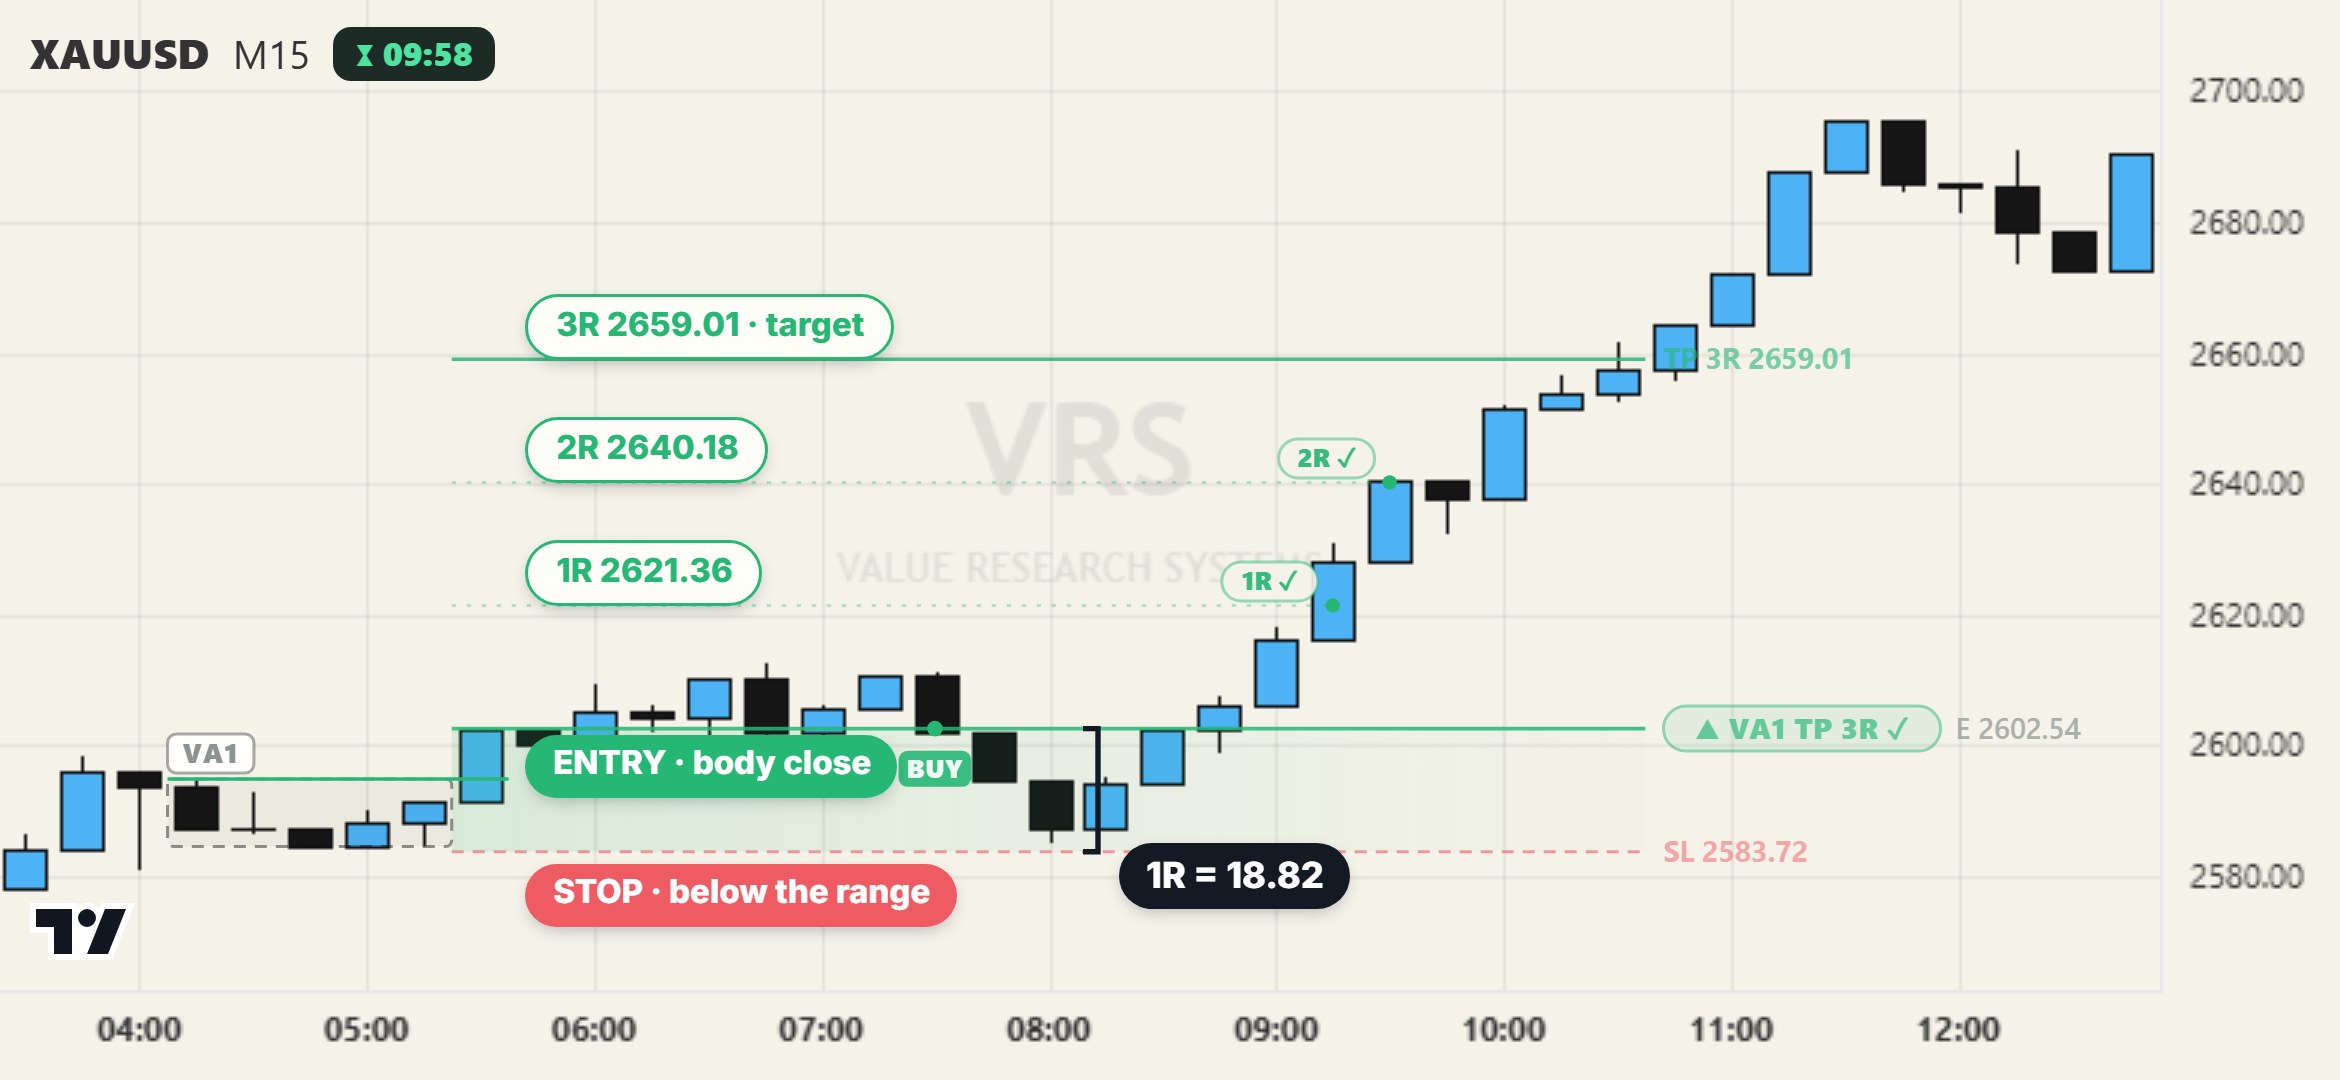 XAUUSD M15 09:58
2700.00
2680.00
3R 2659.01 · target
2660.00
TP 3R 2659.01
VRS
2R 2640.18
2R ✓
2640.00
VALUE RESEARCH SYSTEMS
1R 2621.36
1R ✓
2620.00
VA1
▲ VA1 TP 3R ✓ E 2602.54
ENTRY · body close
BUY
2600.00
SL 2583.72
STOP · below the range
1R = 18.82
2580.00
04:00 05:00 06:00 07:00 08:00 09:00 10:00 11:00 12:00